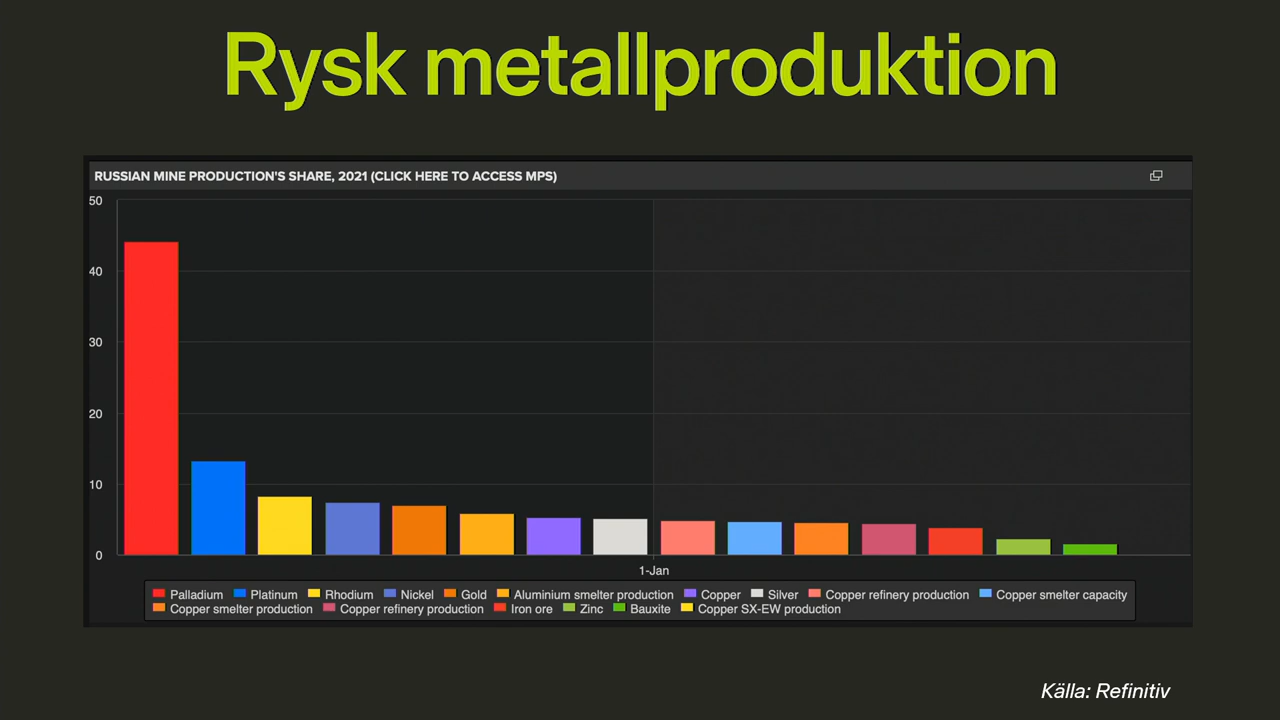 Rysk metallproduktion
RUSSIAN MINE PRODUCTION'S SHARE, 2021 (CLICK HERE TO ACCESS MPS)
50
40
30
20
10
0
1-Jan
Palladium Platinum Rhodium Nickel Gold Aluminium smelter production Copper Silver Copper refinery production Copper smelter capacity
Copper smelter production Copper refinery production Iron ore Zinc Bauxite Copper SX-EW production
Källa: Refinitiv